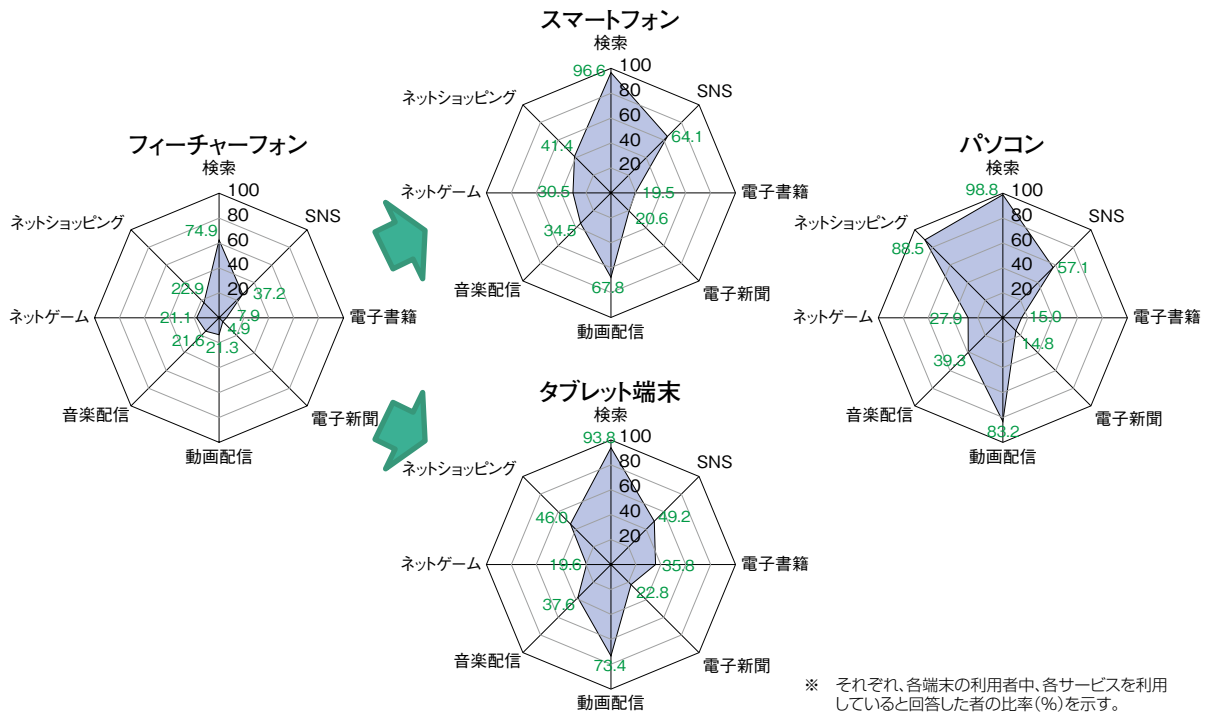 フィーチャーフォン
検索
100
80
60
40
20
SNS
電子書籍
電子新聞
動画配信
音楽配信
ネットゲーム
ネットショッピング
74.9
37.2
7.9
4.9
21.3
21.6
21.1
22.9
スマートフォン
検索
100
80
60
40
20
SNS
電子書籍
電子新聞
動画配信
音楽配信
ネットゲーム
ネットショッピング
96.6
64.1
19.5
20.6
67.8
34.5
30.5
41.4
タブレット端末
検索
100
80
60
40
20
SNS
電子書籍
電子新聞
動画配信
音楽配信
ネットゲーム
ネットショッピング
93.8
49.2
35.8
22.8
73.4
37.6
19.6
46.0
パソコン
検索
100
80
60
40
20
SNS
電子書籍
電子新聞
動画配信
音楽配信
ネットゲーム
ネットショッピング
98.8
57.1
15.0
14.8
83.2
39.3
27.9
88.5
※ それぞれ、各端末の利用者中、各サービスを利用
していると回答した者の比率(%)を示す。